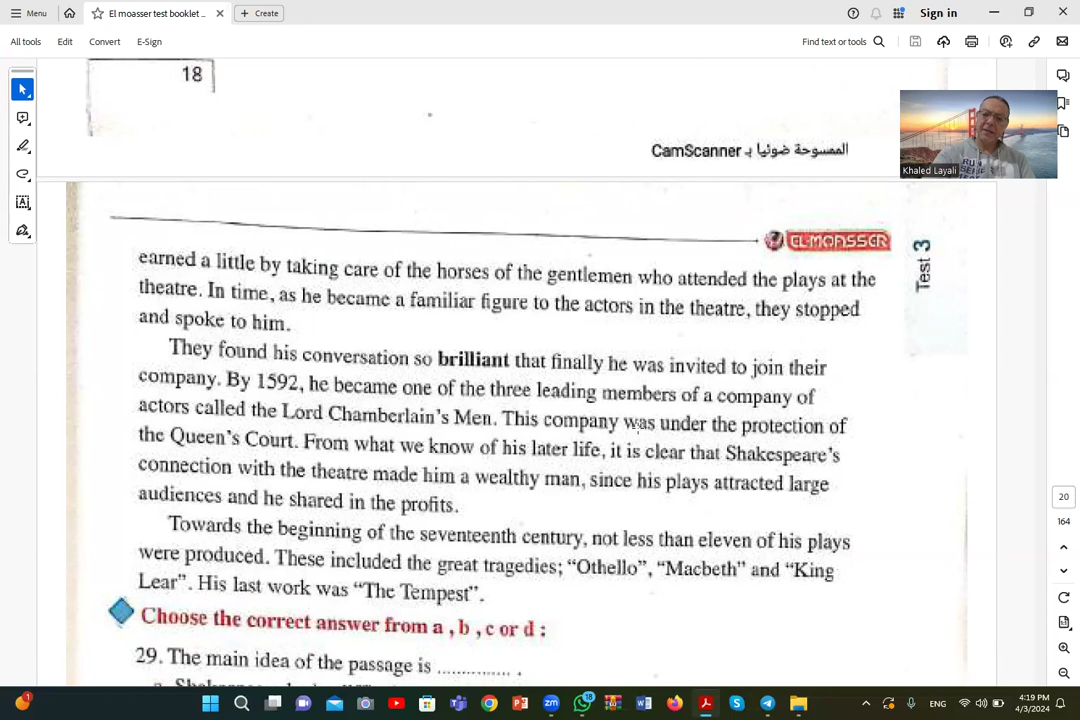 Menu
El moasser test booklet ...
Create
Sign in
All tools
Edit
Convert
E-Sign
Find text or tools
18
الممسوحة ضوئيا بـ CamScanner
Khaled Layali
EL-MOASSER
Test 3
earned a little by taking care of the horses of the gentlemen who attended the plays at the
theatre. In time, as he became a familiar figure to the actors in the theatre, they stopped
and spoke to him.
They found his conversation so brilliant that finally he was invited to join their
company. By 1592, he became one of the three leading members of a company of
actors called the Lord Chamberlain's Men. This company was under the protection of
the Queen's Court. From what we know of his later life, it is clear that Shakespeare's
connection with the theatre made him a wealthy man, since his plays attracted large
audiences and he shared in the profits.
Towards the beginning of the seventeenth century, not less than eleven of his plays
were produced. These included the great tragedies; "Othello", "Macbeth" and "King
Lear". His last work was "The Tempest".
Choose the correct answer from a , b , c or d :
29. The main idea of the passage is ............... .
20
164
ENG
4:19 PM
4/3/2024
18
1